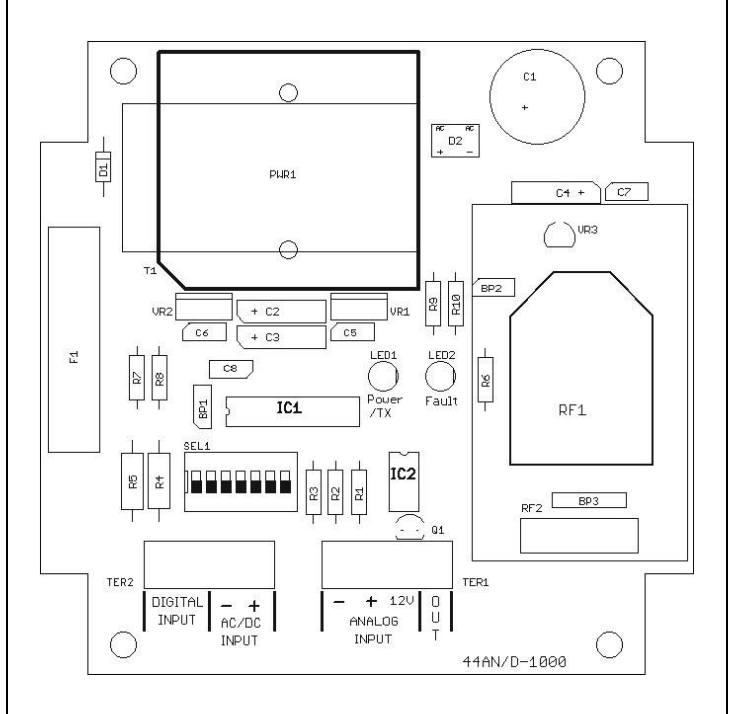 C1
+
AC AC
D2
+ -
D1
PWR1
C4 +
C7
VR3
T1
BP2
VR2
+ C2
VR1
R9
R10
C6
+ C3
C5
F1
LED1
LED2
R7
R8
C8
R6
Power
/TX
Fault
BP1
IC1
RF1
SEL1
R5
R4
R3
R2
R1
IC2
BP3
RF2
Q1
TER2
TER1
DIGITAL
INPUT
- +
AC/DC
INPUT
- + 12V
ANALOG
INPUT
OUT
44AN/D-1000